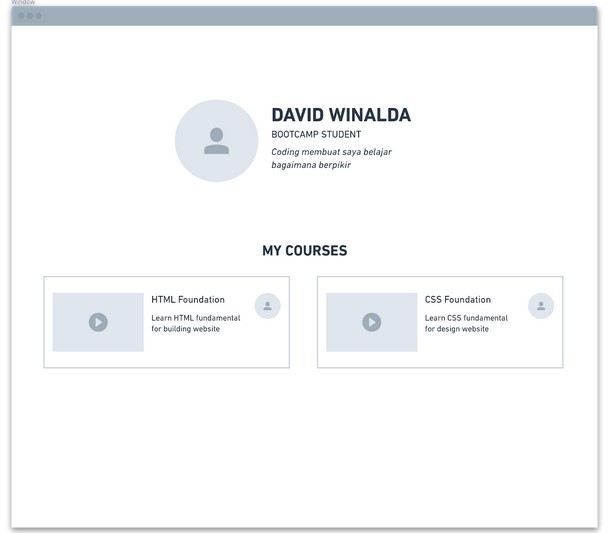 Window
DAVID WINALDA
BOOTCAMP STUDENT
Coding membuat saya belajar
bagaimana berpikir
MY COURSES
HTML Foundation
Learn HTML fundamental
for building website
CSS Foundation
Learn CSS fundamental
for design website